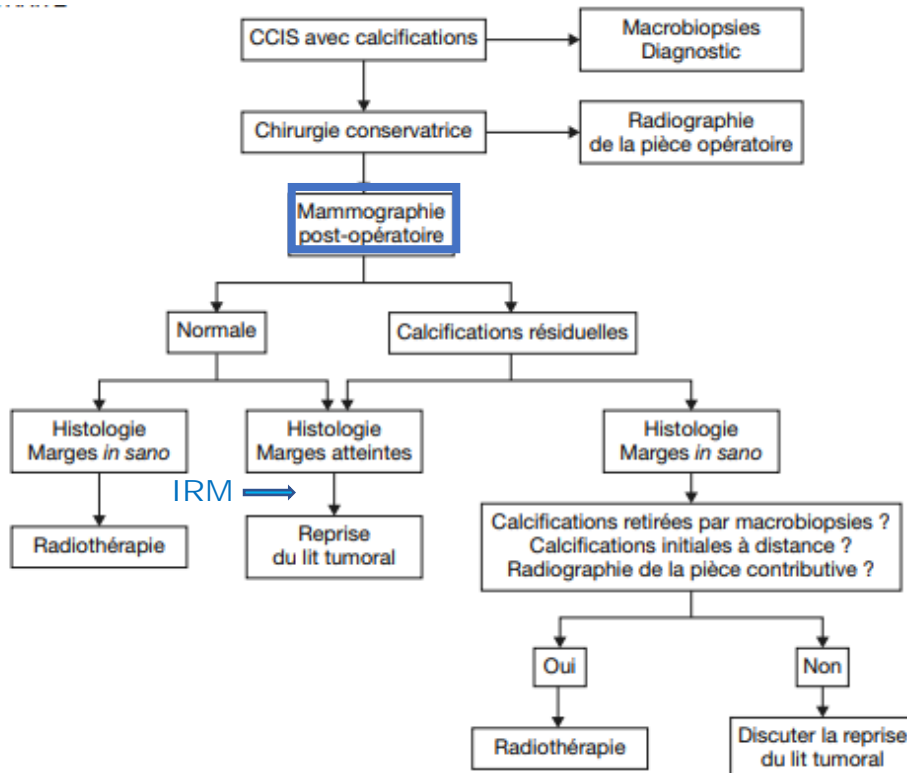 CCIS avec calcifications
Macrobiopsies
Diagnostic
Chirurgie conservatrice
Radiographie
de la pièce opératoire
Mammographie
post-opératoire
Normale
Calcifications résiduelles
Histologie
Marges in sano
Histologie
Marges atteintes
Histologie
Marges in sano
IRM
Radiothérapie
Reprise
du lit tumoral
Calcifications retirées par macrobiopsies ?
Calcifications initiales à distance ?
Radiographie de la pièce contributive ?
Oui
Non
Radiothérapie
Discuter la reprise
du lit tumoral